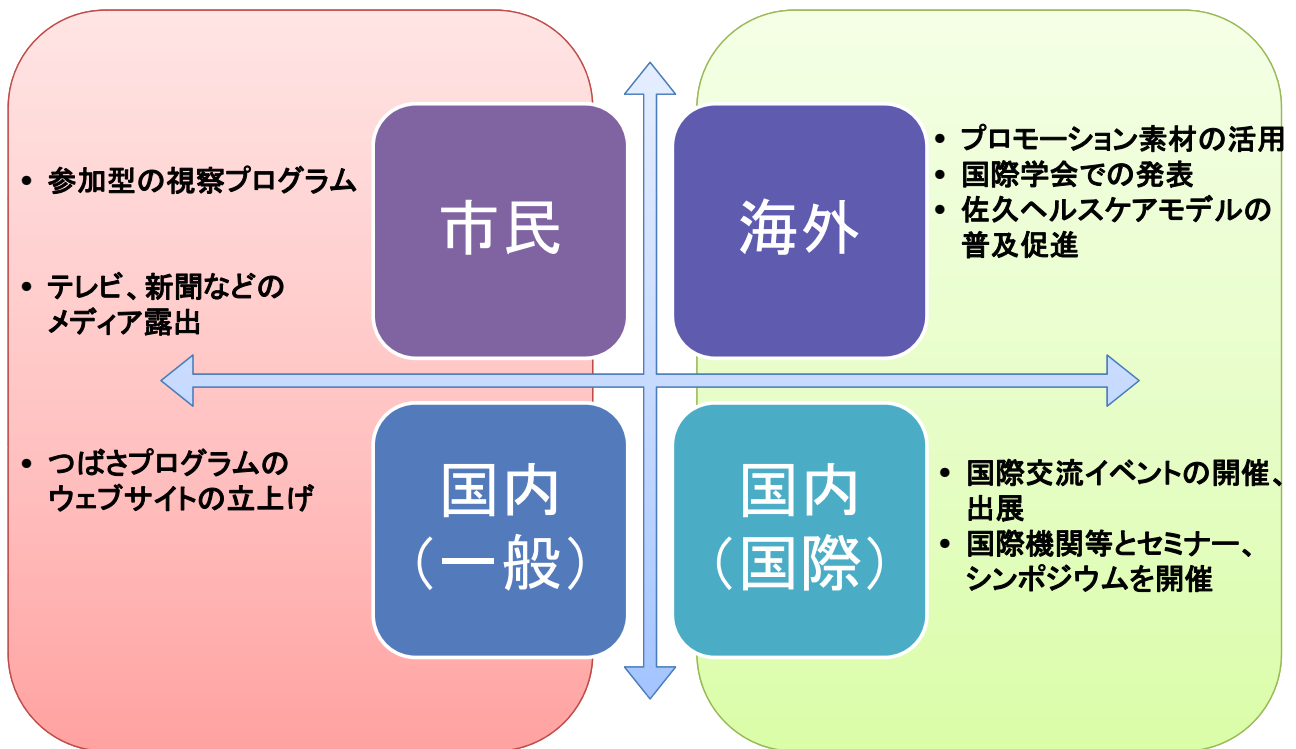 • 参加型の視察プログラム
• テレビ、新聞などの
メディア露出
市民
海外
• プロモーション素材の活用
• 国際学会での発表
• 佐久ヘルスケアモデルの
普及促進
• つばさプログラムの
ウェブサイトの立上げ
国内
（一般）
国内
（国際）
• 国際交流イベントの開催、
出展
• 国際機関等とセミナー、
シンポジウムを開催